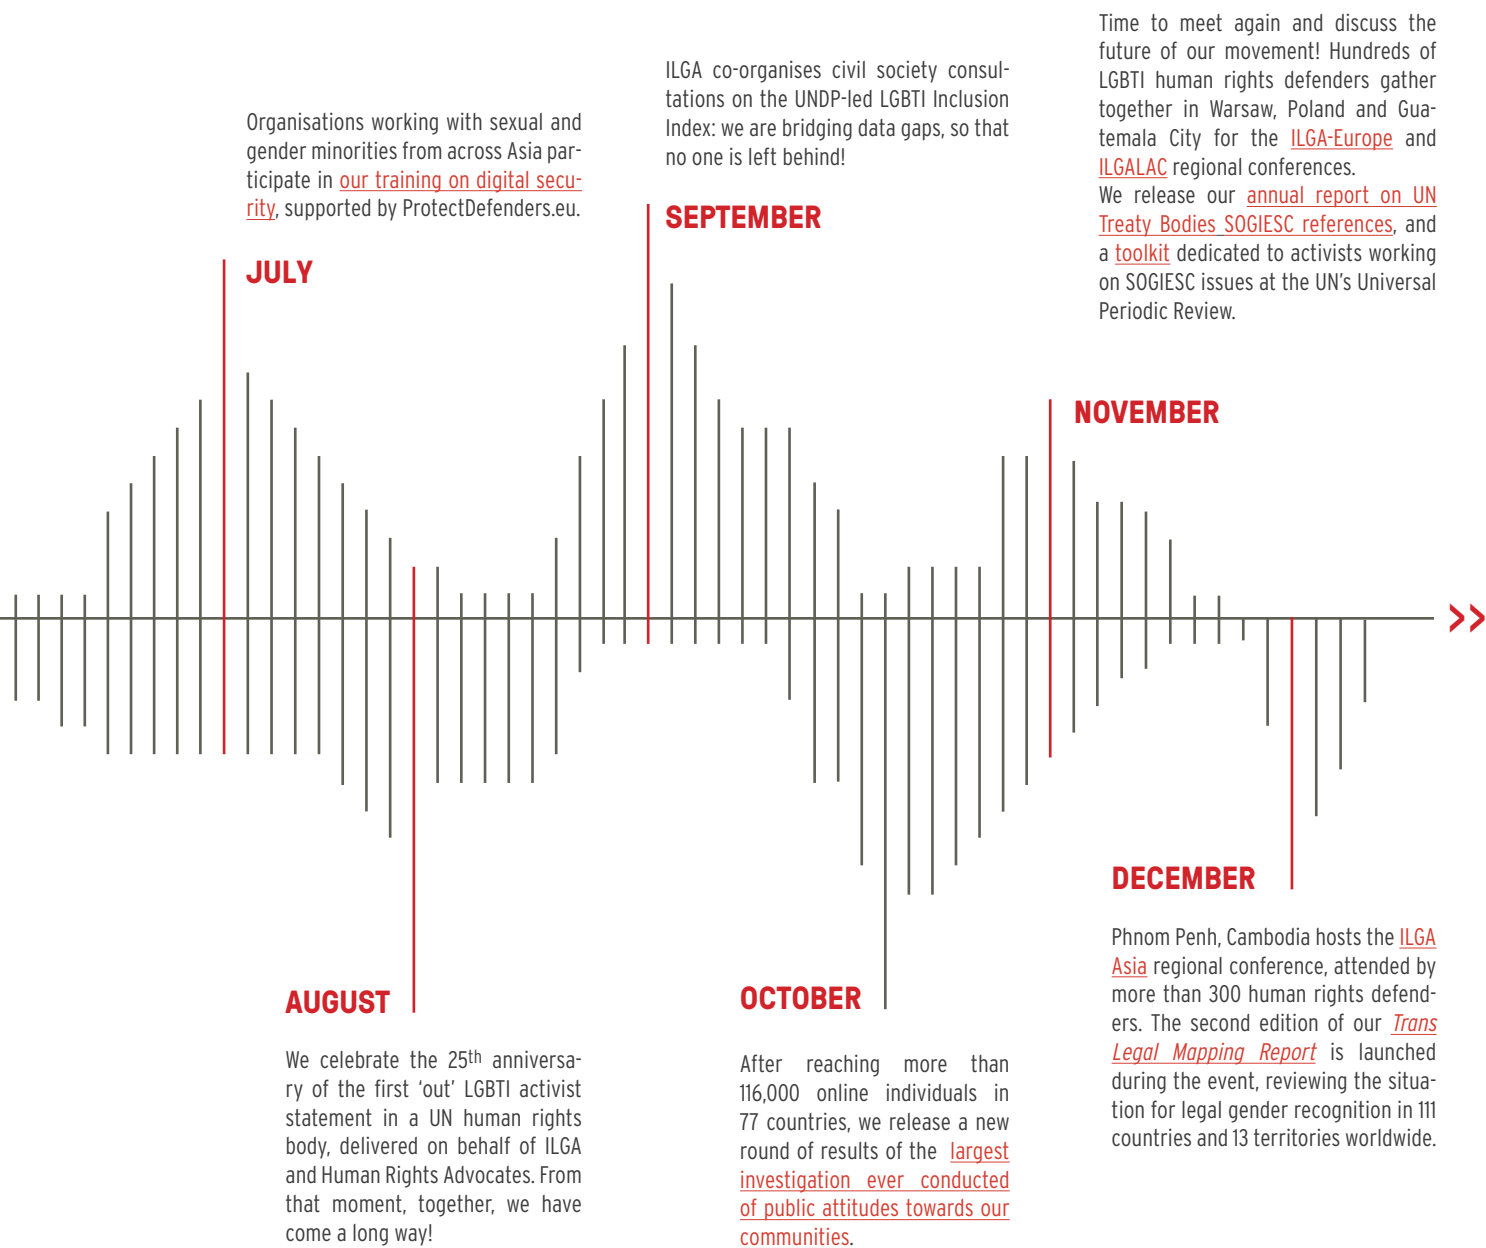 Organisations working with sexual and
gender minorities from across Asia par-
ticipate in our training on digital secu-
rity, supported by ProtectDefenders.eu.
JULY
ILGA co-organises civil society consul-
tations on the UNDP-led LGBTI Inclusion
Index: we are bridging data gaps, so that
no one is left behind!
SEPTEMBER
Time to meet again and discuss the
future of our movement! Hundreds of
LGBTI human rights defenders gather
together in Warsaw, Poland and Gua-
temala City for the ILGA-Europe and
ILGALAC regional conferences.
We release our annual report on UN
Treaty Bodies SOGIESC references, and
a toolkit dedicated to activists working
on SOGIESC issues at the UN's Universal
Periodic Review.
NOVEMBER
>>
AUGUST
We celebrate the 25th anniversa-
ry of the first ‘out’ LGBTI activist
statement in a UN human rights
body, delivered on behalf of ILGA
and Human Rights Advocates. From
that moment, together, we have
come a long way!
OCTOBER
After reaching more than
116,000 online individuals in
77 countries, we release a new
round of results of the largest
investigation ever conducted
of public attitudes towards our
communities.
DECEMBER
Phnom Penh, Cambodia hosts the ILGA
Asia regional conference, attended by
more than 300 human rights defend-
ers. The second edition of our Trans
Legal Mapping Report is launched
during the event, reviewing the situa-
tion for legal gender recognition in 111
countries and 13 territories worldwide.